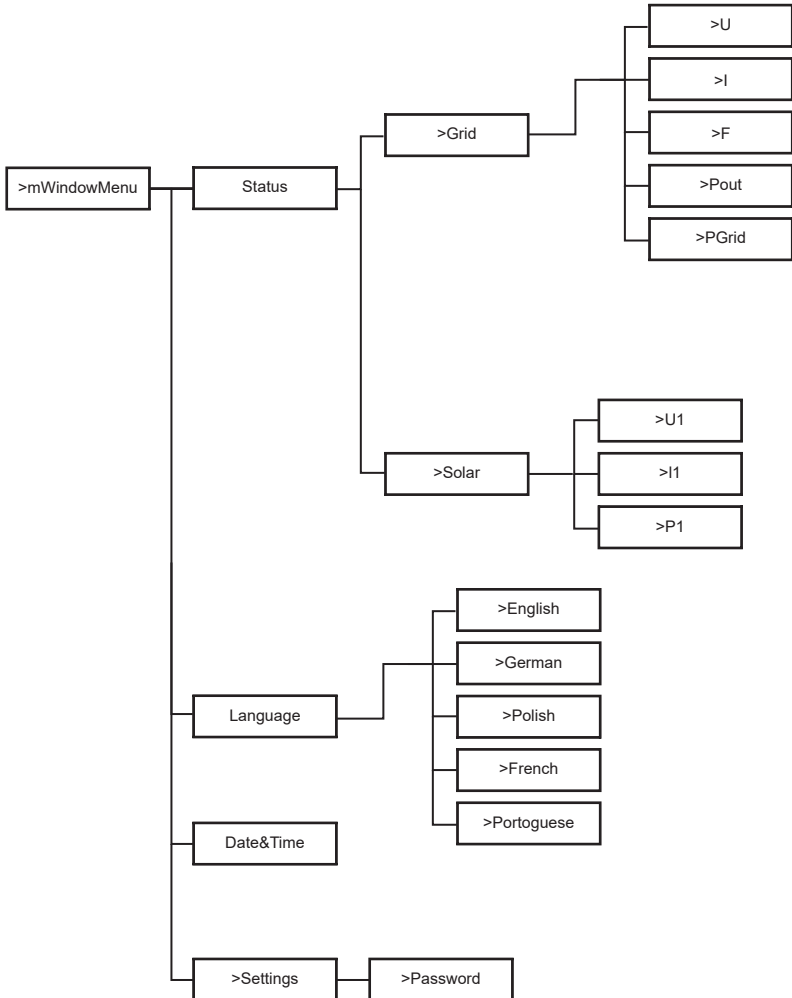 >mWindowMenu
Status
>Grid
>U
>I
>F
>Pout
>PGrid
>Solar
>U1
>I1
>P1
Language
>English
>German
>Polish
>French
>Portoguese
Date&Time
>Settings
>Password